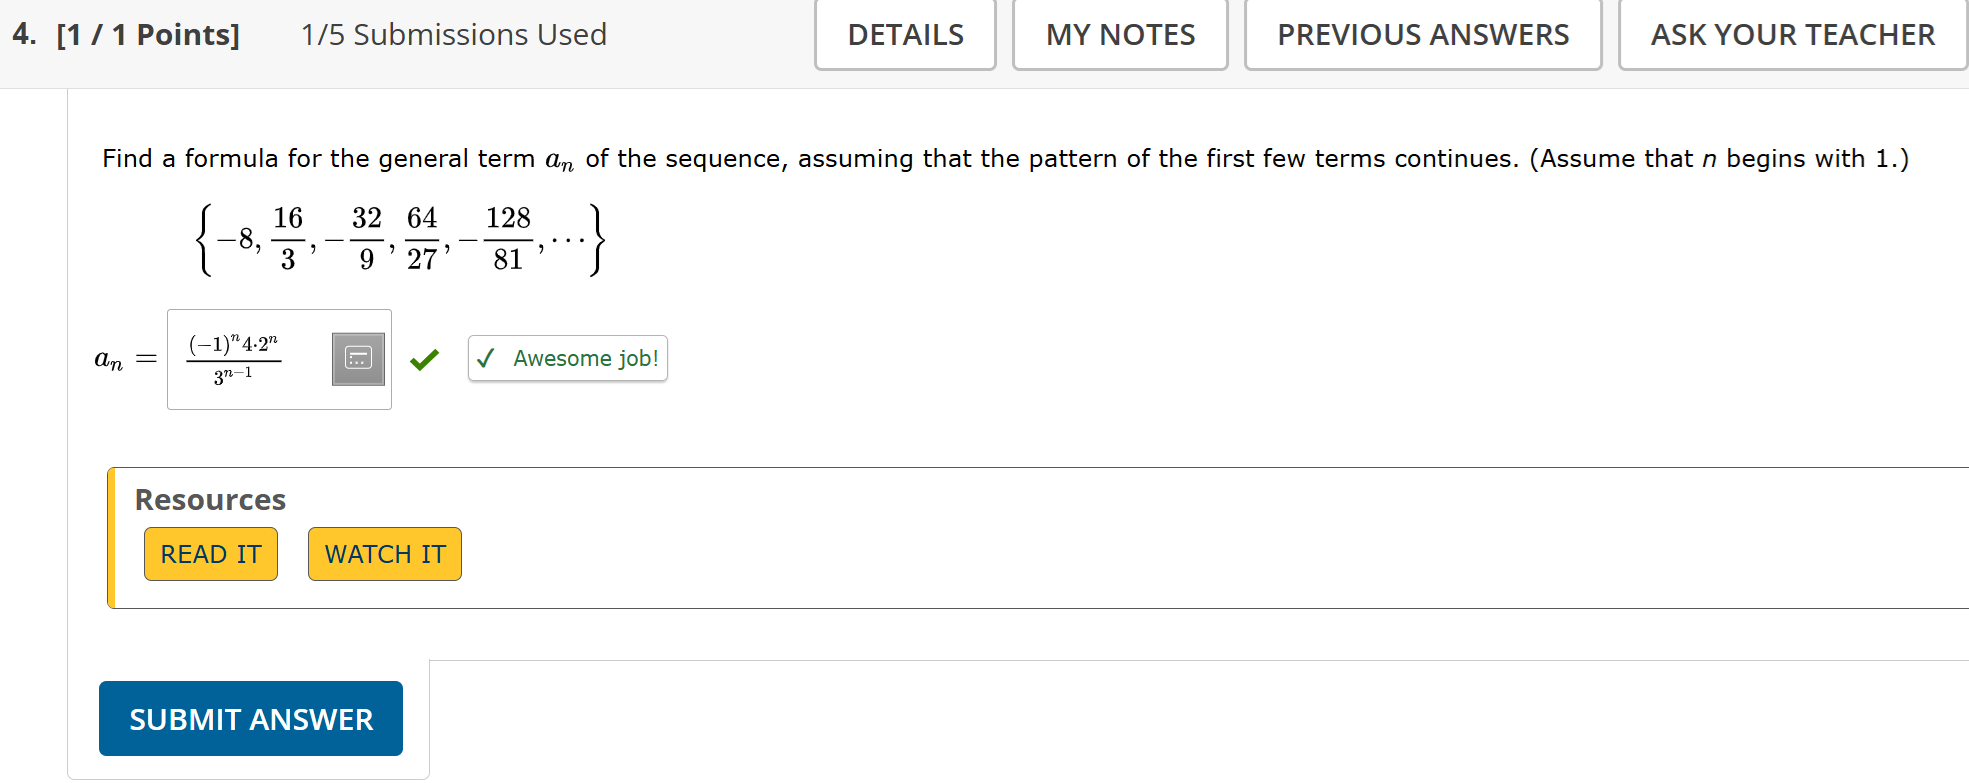 4. [1 / 1 Points] 1/5 Submissions Used DETAILS MY NOTES PREVIOUS ANSWERS ASK YOUR TEACHER
Find a formula for the general term aₙ of the sequence, assuming that the pattern of the first few terms continues. (Assume that n begins with 1.)
{−8, 16/3, −32/9, 64/27, −128/81, ⋯}
aₙ = (−1)ⁿ4·2ⁿ/3ⁿ⁻¹ ✓ Awesome job!
Resources
READ IT WATCH IT
SUBMIT ANSWER